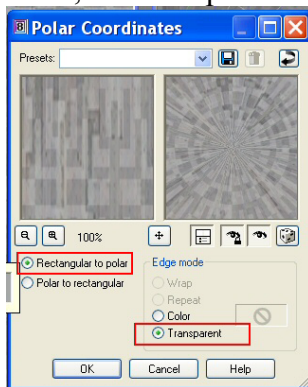 Polar Coordinates
Presets:
100%
Rectangular to polar
Polar to rectangular
Edge mode
Wrap
Repeat
Color
Transparent
OK Cancel Help